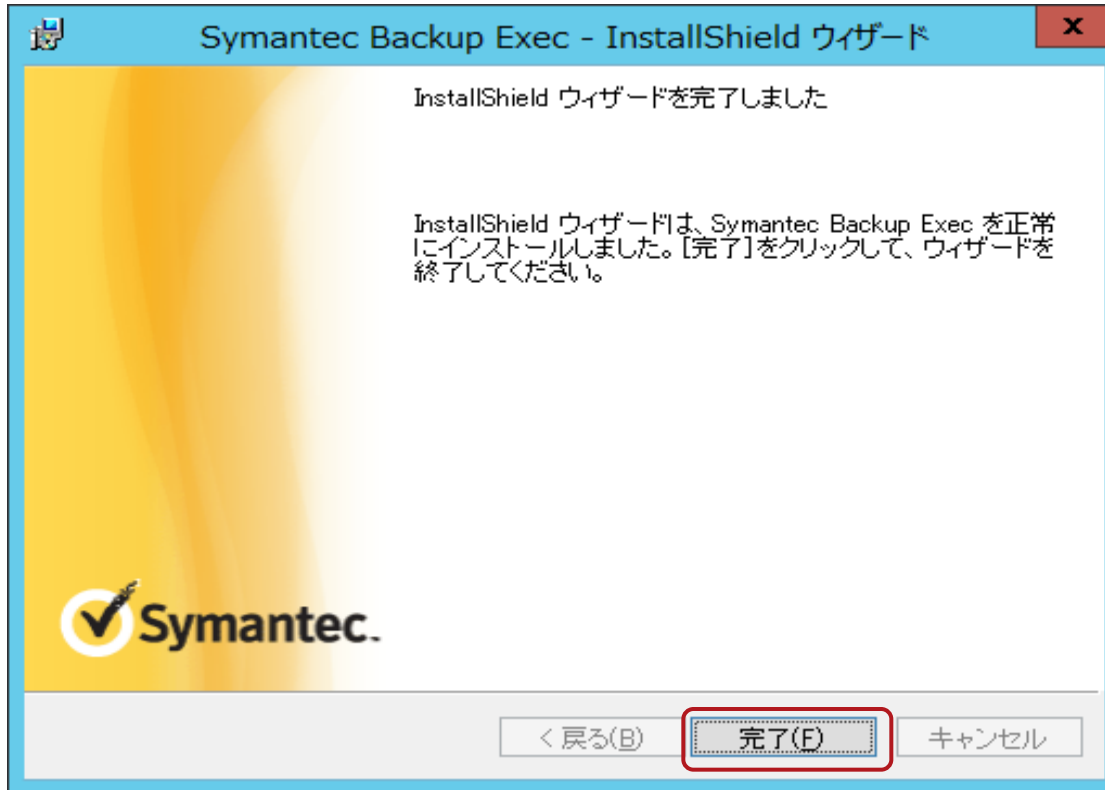 Symantec Backup Exec - InstallShield ウィザード
x
InstallShield ウィザードを完了しました
InstallShield ウィザードは、Symantec Backup Exec を正常
にインストールしました。[完了]をクリックして、ウィザードを
終了してください。
Symantec.
< 戻る(B) 完了(F) キャンセル